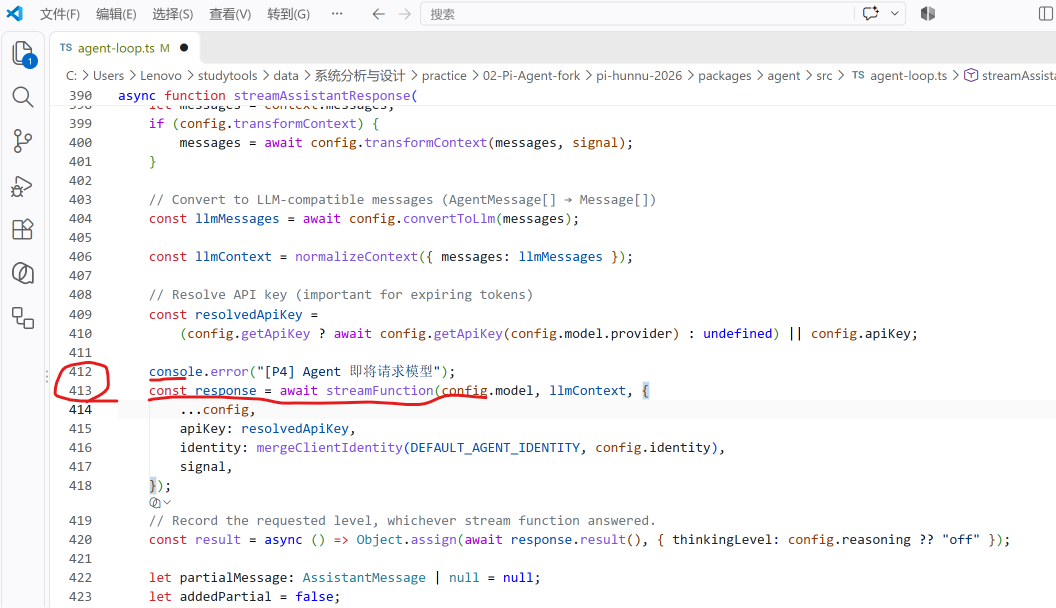 文件(F) 编辑(E) 选择(S) 查看(V) 转到(G) ··· 搜索
TS agent-loop.ts M
1
C: > Users > Lenovo > studytools > data > 系统分析与设计 > practice > 02-Pi-Agent-fork > pi-hunnu-2026 > packages > agent > src > TS agent-loop.ts > streamAssista
390 async function streamAssistantResponse(
398 let messages = context.messages;
399 if (config.transformContext) {
400 messages = await config.transformContext(messages, signal);
401 }
402
403 // Convert to LLM-compatible messages (AgentMessage[] → Message[])
404 const llmMessages = await config.convertToLlm(messages);
405
406 const llmContext = normalizeContext({ messages: llmMessages });
407
408 // Resolve API key (important for expiring tokens)
409 const resolvedApiKey =
410 (config.getApiKey ? await config.getApiKey(config.model.provider) : undefined) || config.apiKey;
411
412 console.error("[P4] Agent 即将请求模型");
413 const response = await streamFunction(config.model, llmContext, {
414 ...config,
415 apiKey: resolvedApiKey,
416 identity: mergeClientIdentity(DEFAULT_AGENT_IDENTITY, config.identity),
417 signal,
418 });
419 // Record the requested level, whichever stream function answered.
420 const result = async () => Object.assign(await response.result(), { thinkingLevel: config.reasoning ?? "off" });
421
422 let partialMessage: AssistantMessage | null = null;
423 let addedPartial = false;